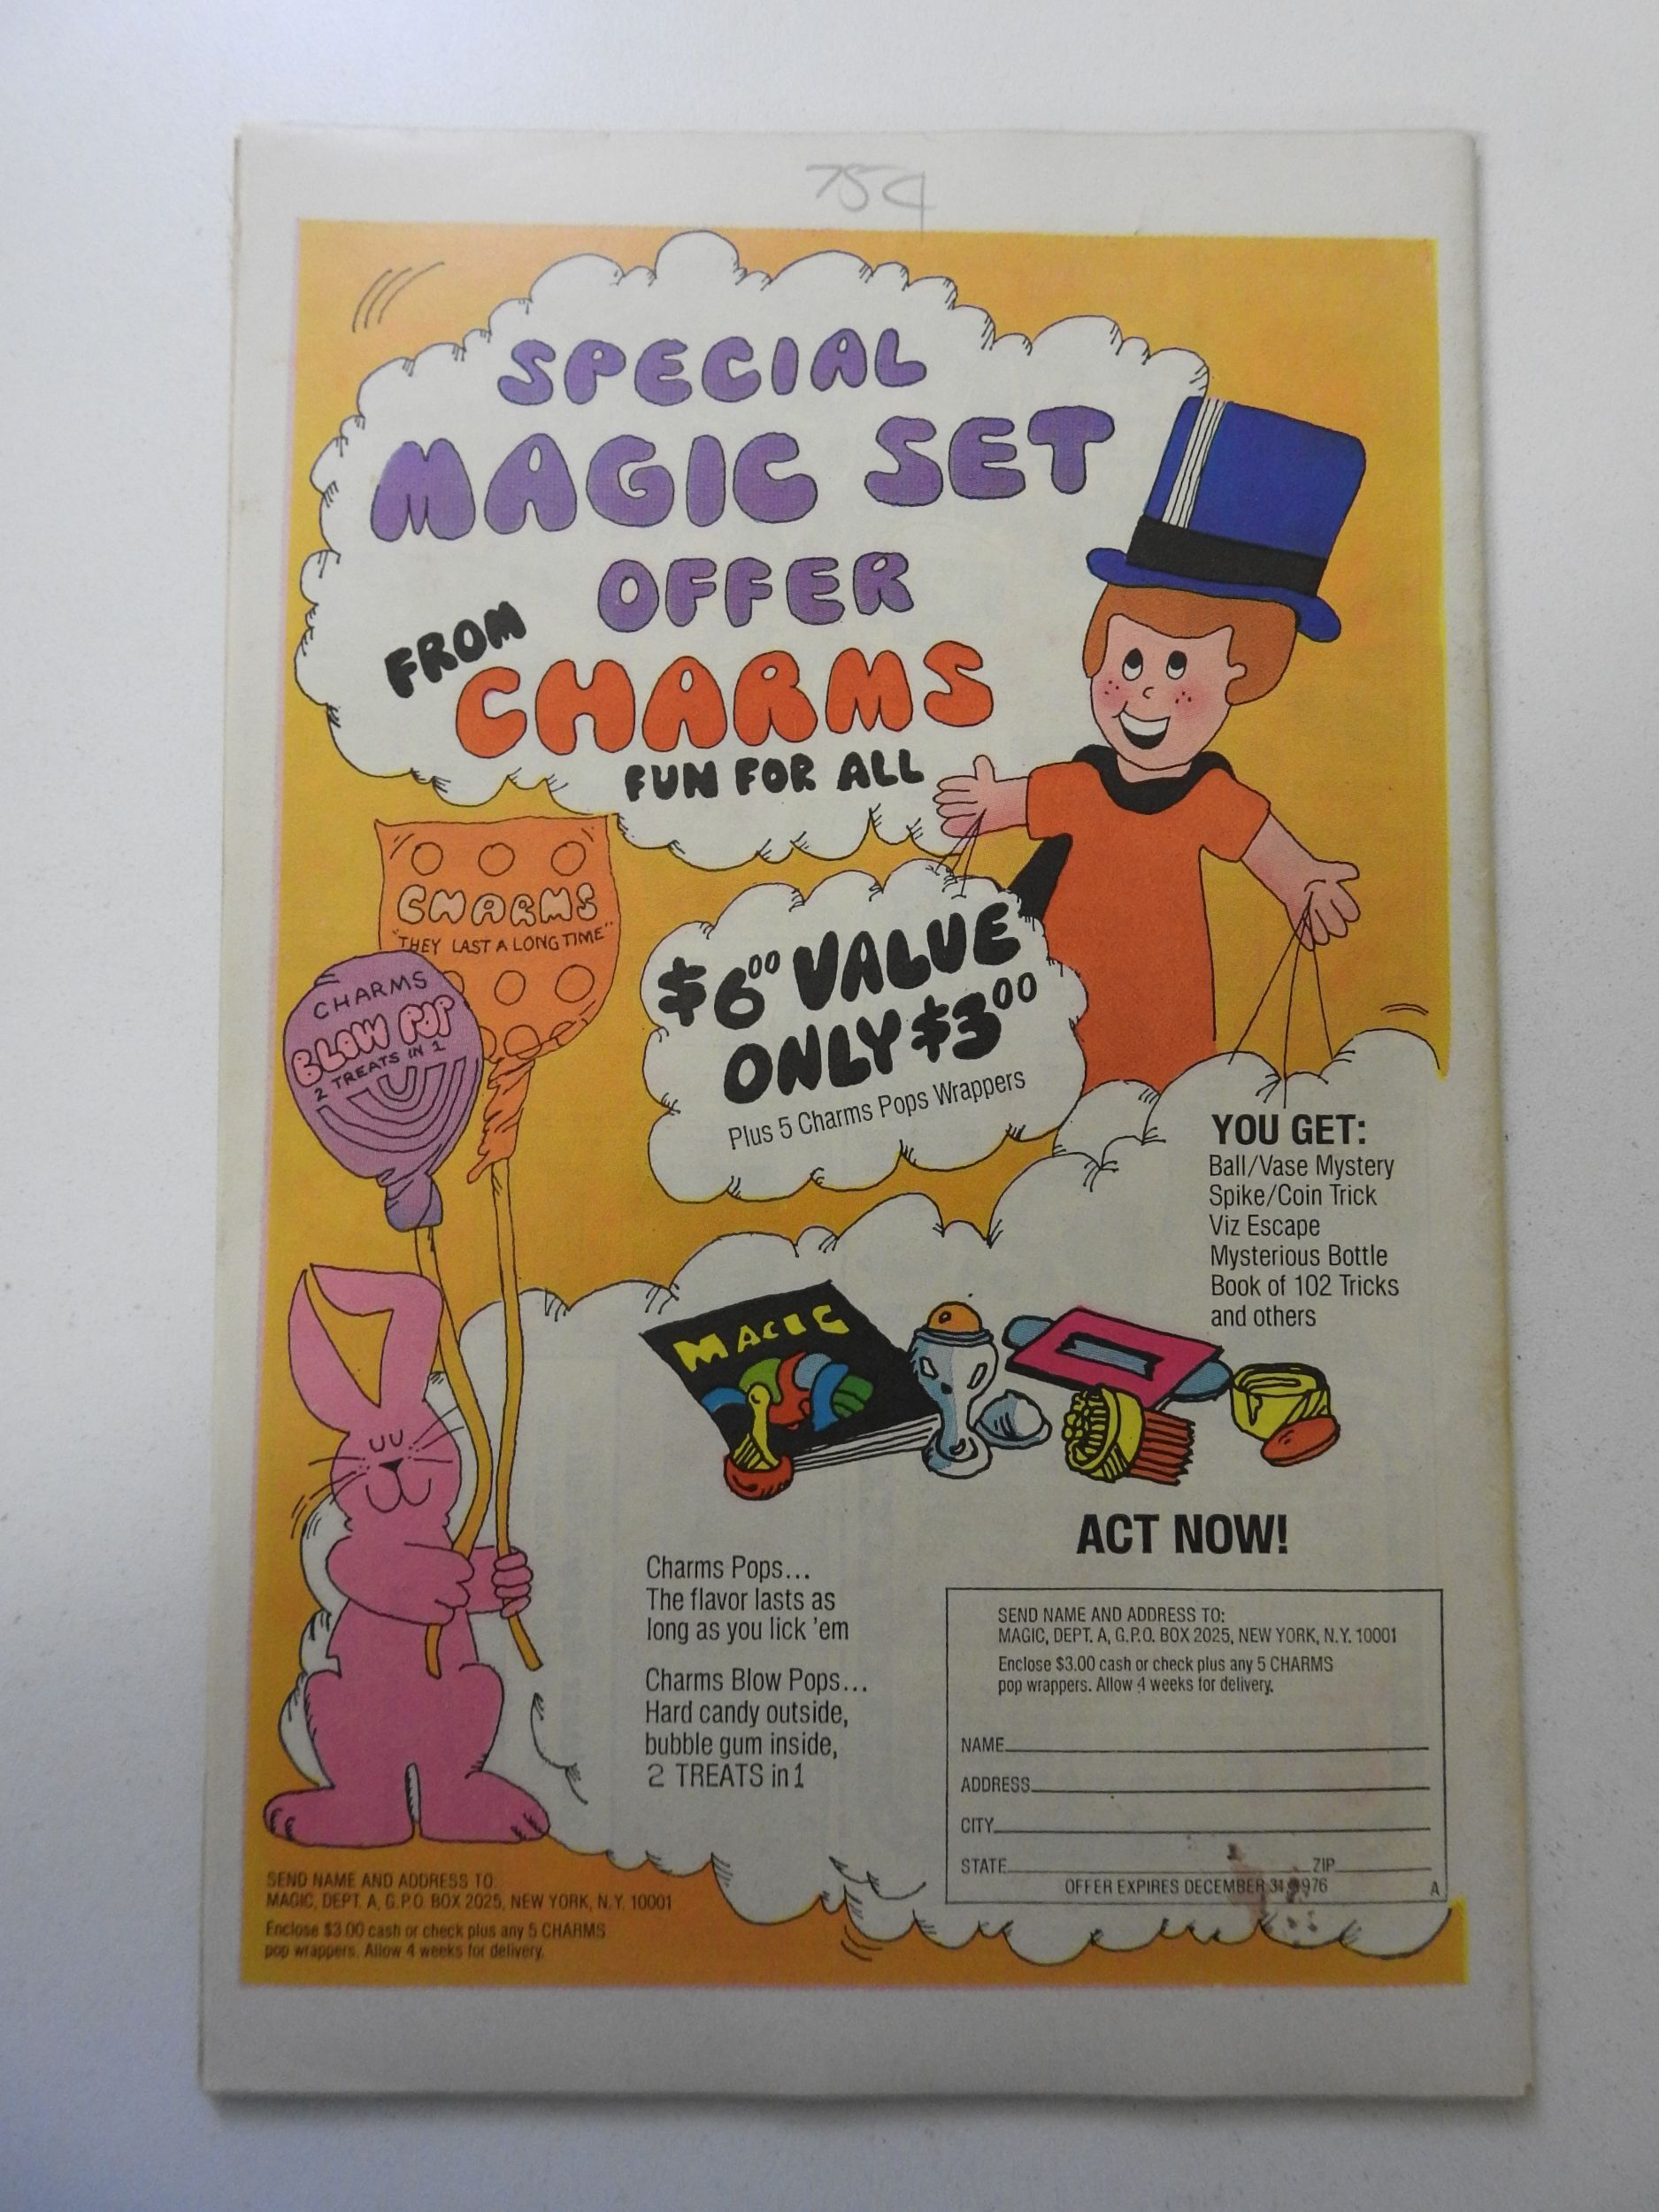 75¢
SPECIAL
MAGIC SET
OFFER
FROM
CHARMS
FUN FOR ALL
CHARMS
"THEY LAST A LONG TIME"
CHARMS
BLOW POP
2 TREATS IN 1
$6.00 VALUE
ONLY $3.00
Plus 5 Charms Pops Wrappers
YOU GET:
Ball/Vase Mystery
Spike/Coin Trick
Viz Escape
Mysterious Bottle
Book of 102 Tricks
and others
MAGIC
ACT NOW!
Charms Pops...
The flavor lasts as
long as you lick 'em
Charms Blow Pops...
Hard candy outside,
bubble gum inside,
2 TREATS in 1
SEND NAME AND ADDRESS TO:
MAGIC, DEPT. A, G.P.O. BOX 2025, NEW YORK, N.Y. 10001
Enclose $3.00 cash or check plus any 5 CHARMS
pop wrappers. Allow 4 weeks for delivery.
NAME
ADDRESS
CITY
STATE ZIP
OFFER EXPIRES DECEMBER 31, 1976
A
SEND NAME AND ADDRESS TO:
MAGIC, DEPT. A, G.P.O. BOX 2025, NEW YORK, N.Y. 10001
Enclose $3.00 cash or check plus any 5 CHARMS
pop wrappers. Allow 4 weeks for delivery.